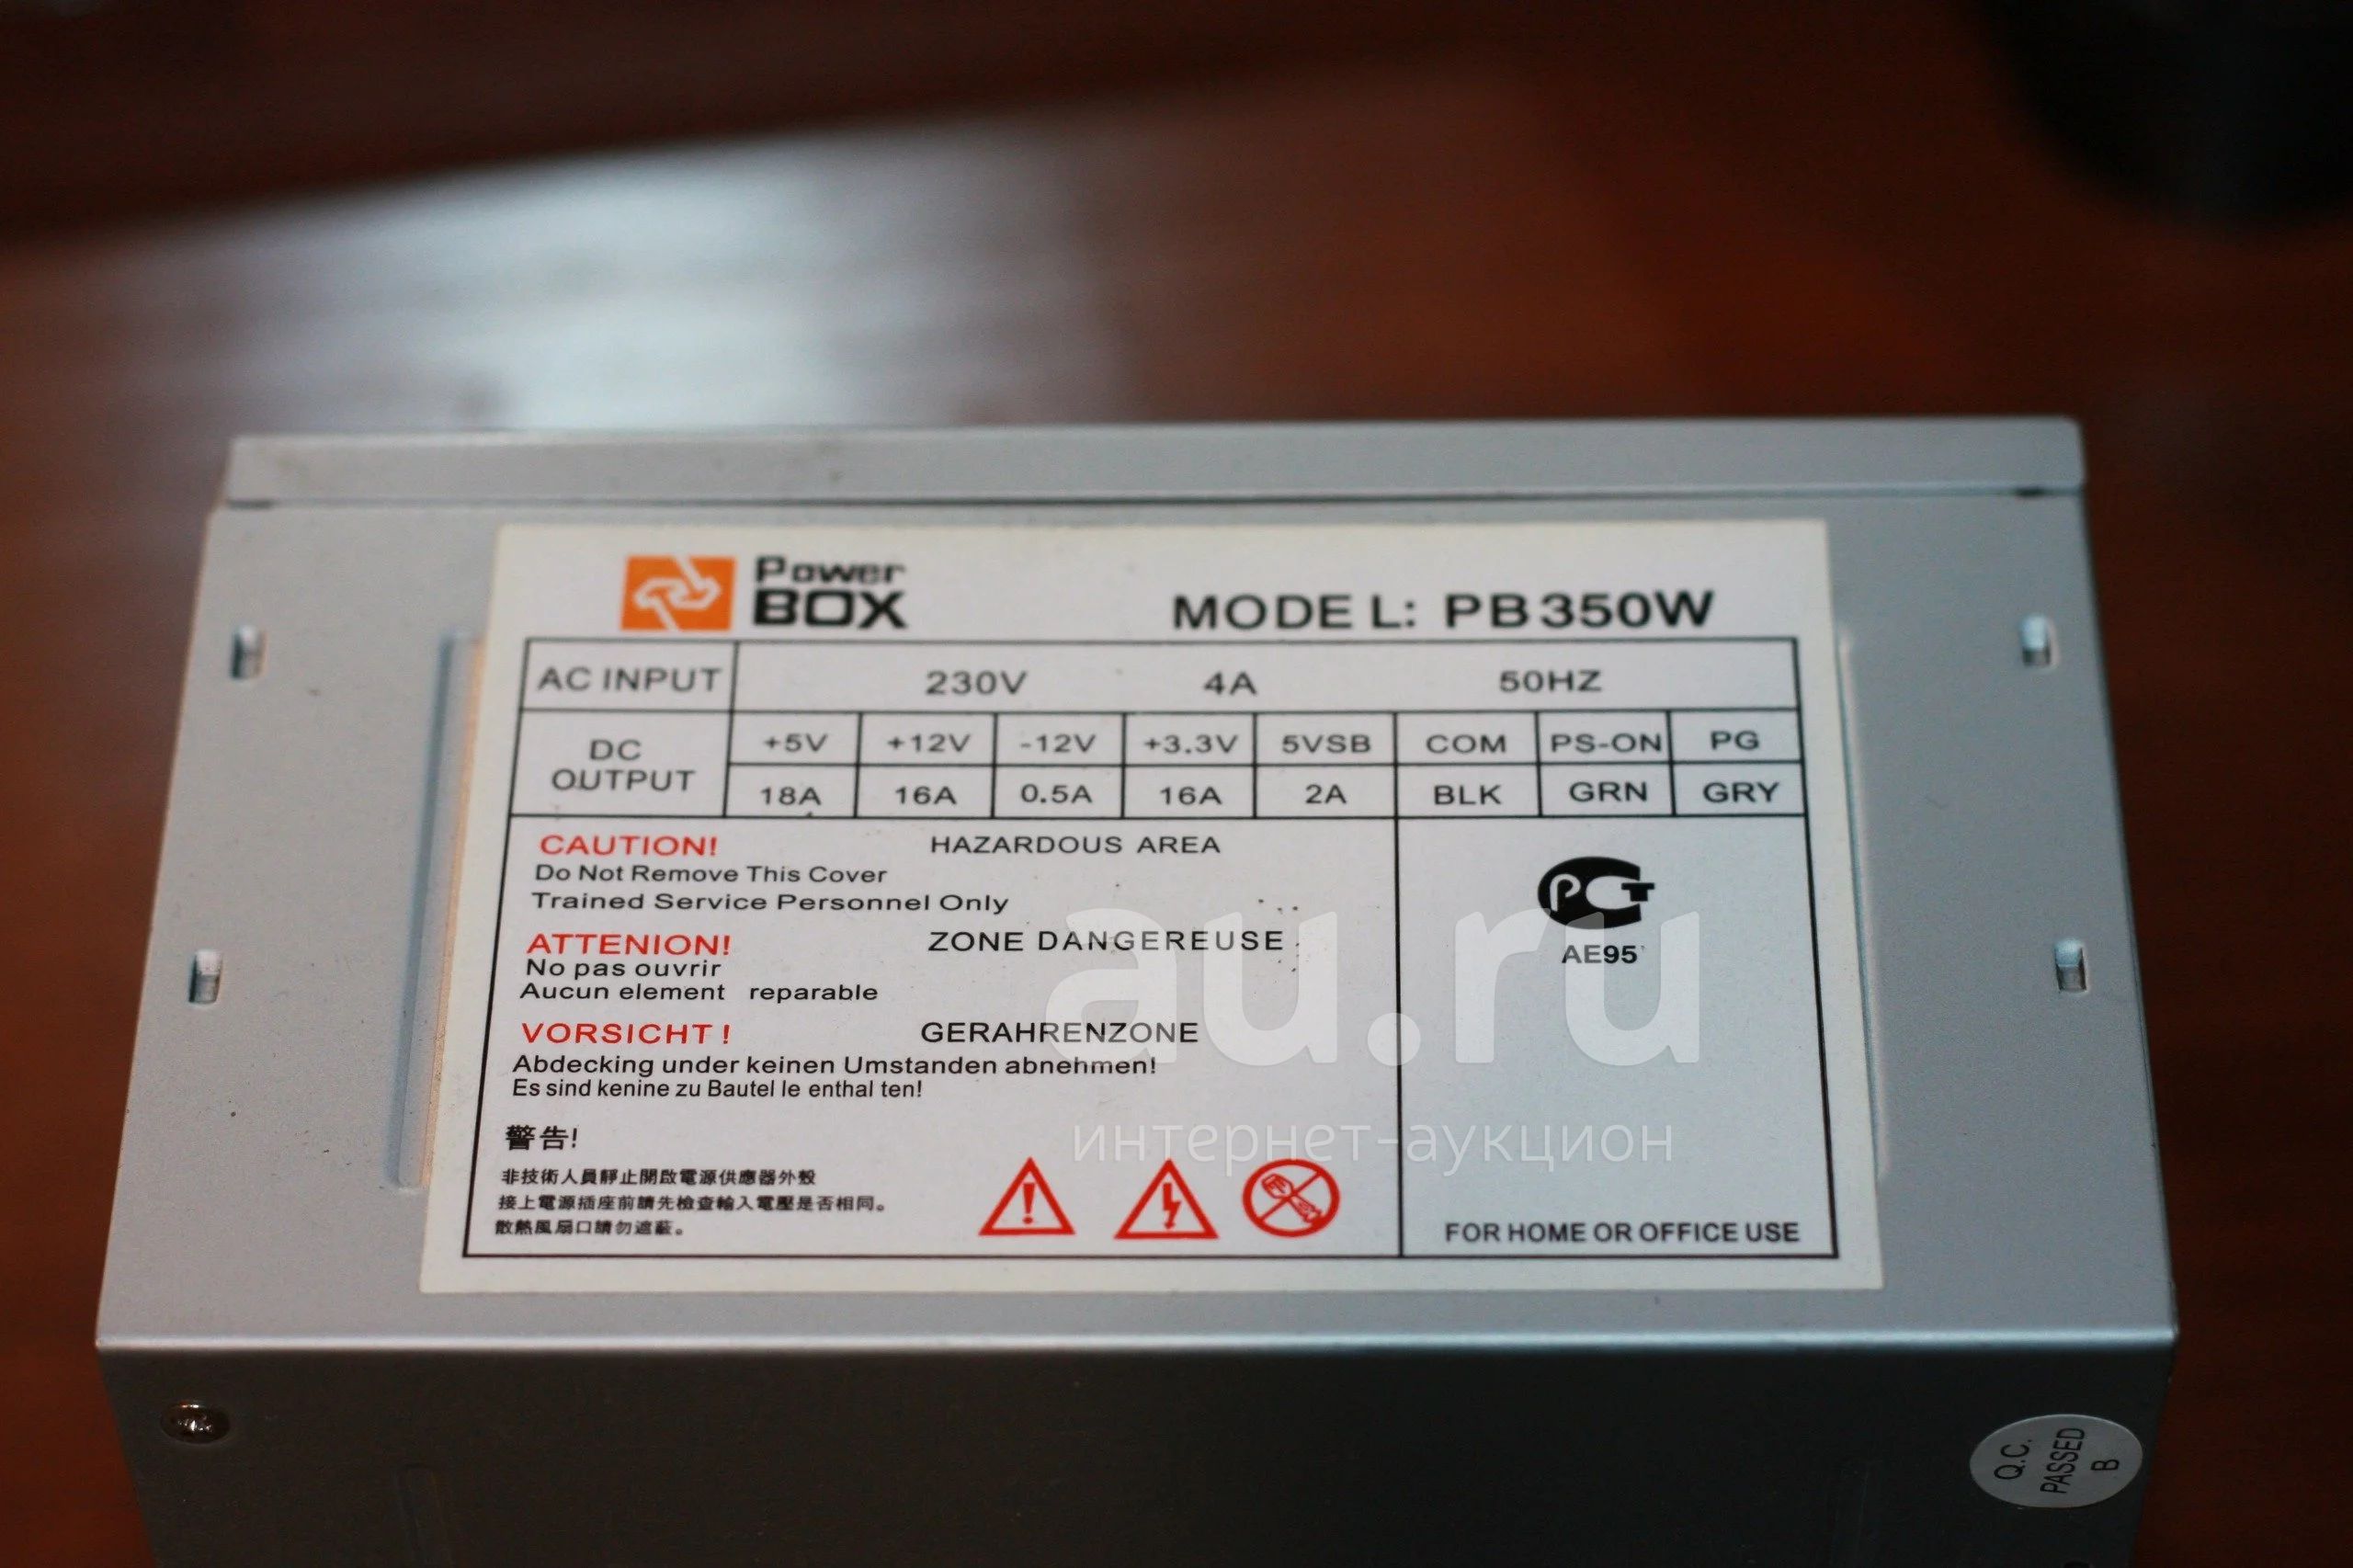 Power
BOX
MODEL: PB350W
AC INPUT 230V 4A 50HZ
DC OUTPUT +5V +12V -12V +3.3V 5VSB COM PS-ON PG
18A 16A 0.5A 16A 2A BLK GRN GRY
CAUTION! HAZARDOUS AREA
Do Not Remove This Cover
Trained Service Personnel Only
ATTENION! ZONE DANGEREUSE
No pas ouvrir
Aucun element reparable
VORSICHT! GERAHRENZONE
Abdecking under keinen Umstanden abnehmen!
Es sind kenine zu Bautel le enthal ten!
警告!
非技術人員靜止開啟電源供應器外殼
接上電源插座前請先檢查輸入電壓是否相同。
散熱風扇口請勿遮蔽。
РСТ
AE95
FOR HOME OR OFFICE USE
au.ru
интернет-аукцион
Q.C.
PASSED
B